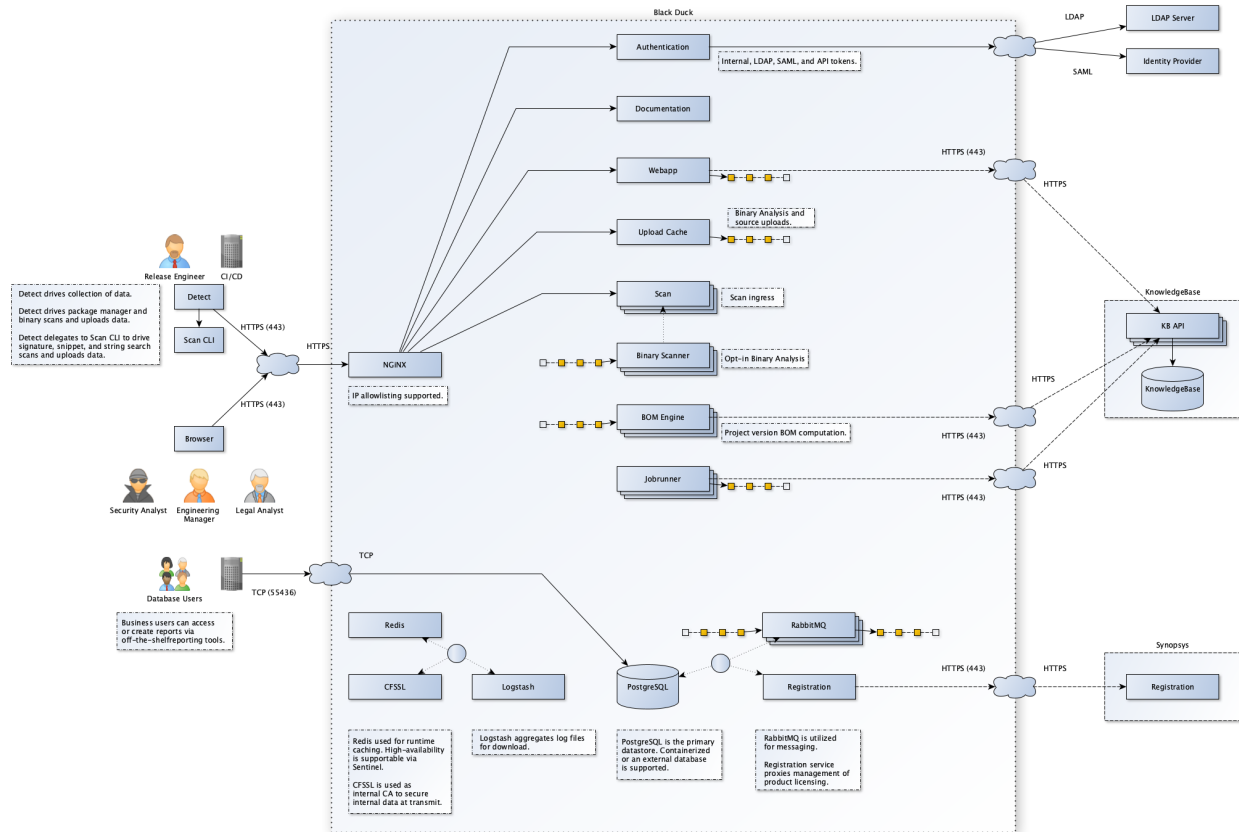 Black Duck
LDAP
LDAP Server
Authentication
Internal, LDAP, SAML, and API tokens.
Identity Provider
SAML
Documentation
HTTPS (443)
Webapp
HTTPS
Binary Analysis and
source uploads.
Upload Cache
Release Engineer
CI/CD
Detect drives collection of data.
Detect drives package manager and
binary scans and uploads data.
Detect delegates to Scan CLI to drive
signature, snippet, and string search
scans and uploads data.
Detect
Scan CLI
HTTPS (443)
HTTPS
Scan
Scan ingress
KnowledgeBase
KB API
KnowledgeBase
NGINX
IP allowlisting supported.
Binary Scanner
Opt-in Binary Analysis
HTTPS
HTTPS (443)
Browser
BOM Engine
Project version BOM computation.
HTTPS (443)
HTTPS
Jobrunner
HTTPS (443)
Security Analyst
Engineering
Manager
Legal Analyst
TCP
Database Users
TCP (55436)
Business users can access
or create reports via
off-the-shelfreporting tools.
Redis
RabbitMQ
CFSSL
Logstash
PostgreSQL
Registration
HTTPS (443)
HTTPS
Synopsys
Registration
Redis used for runtime
caching. High-availability
is supportable via
Sentinel.
CFSSL is used as
internal CA to secure
internal data at transmit.
Logstash aggregates log files
for download.
PostgreSQL is the primary
datastore. Containerized
or an external database
is supported.
RabbitMQ is utilized
for messaging.
Registration service
proxies management of
product licensing.